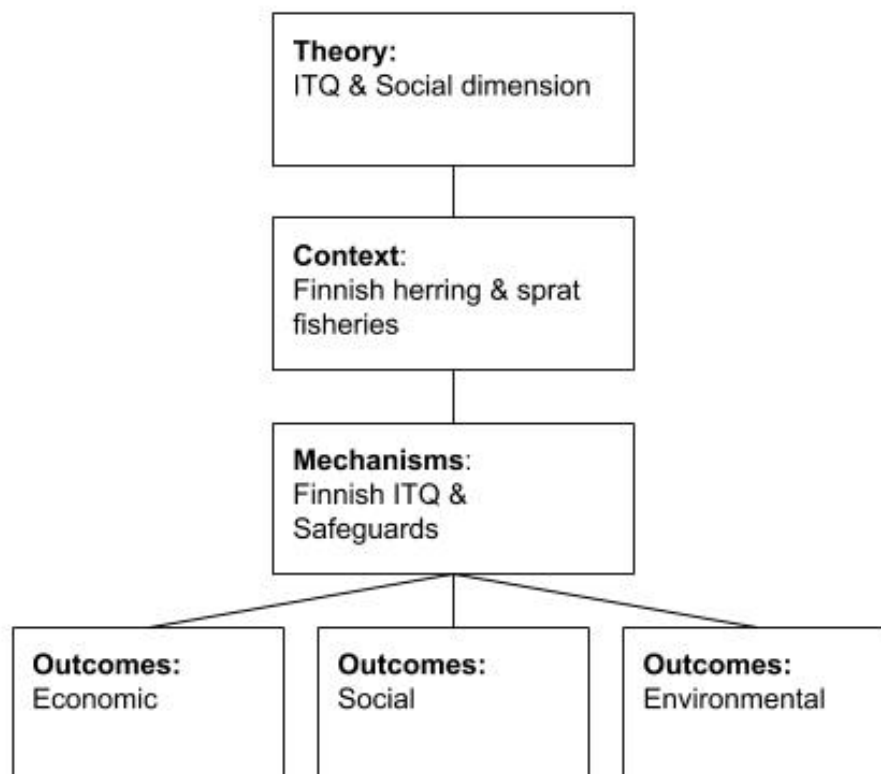 Theory:
ITQ & Social dimension
Context:
Finnish herring & sprat
fisheries
Mechanisms:
Finnish ITQ &
Safeguards
Outcomes:
Economic
Outcomes:
Social
Outcomes:
Environmental